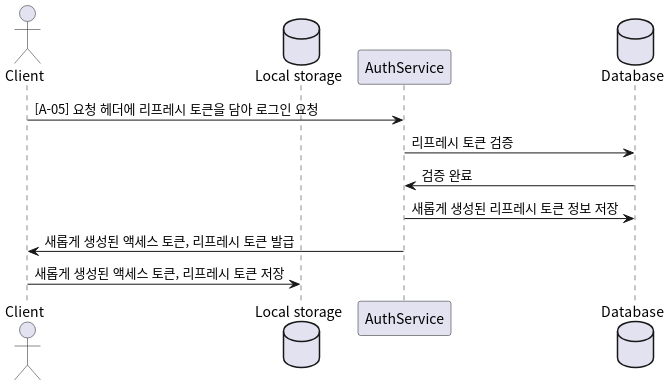 Client
Local storage
AuthService
Database
[A-05] 요청 헤더에 리프레시 토큰을 담아 로그인 요청
리프레시 토큰 검증
검증 완료
새롭게 생성된 리프레시 토큰 정보 저장
새롭게 생성된 액세스 토큰, 리프레시 토큰 발급
새롭게 생성된 액세스 토큰, 리프레시 토큰 저장
Client
Local storage
AuthService
Database